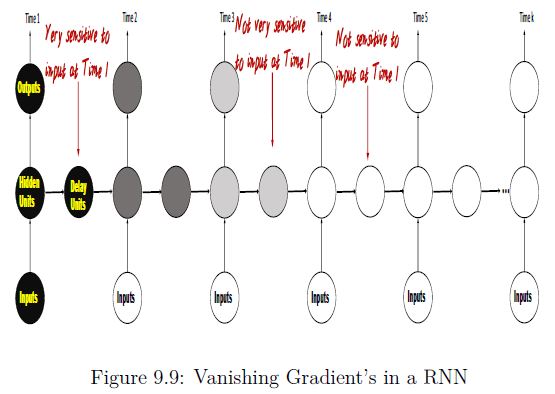 Time 1
Time 2
Time 3
Time 4
Time 5
Time k
Yery sensitive to
input at Time 1
Not very sensitive
to input at Time 1
Not sensitive to
input at Time 1
Outputs
Hidden
Units
Delay
Units
...
Inputs
Inputs
Inputs
Inputs
Inputs
Inputs
Figure 9.9: Vanishing Gradient's in a RNN